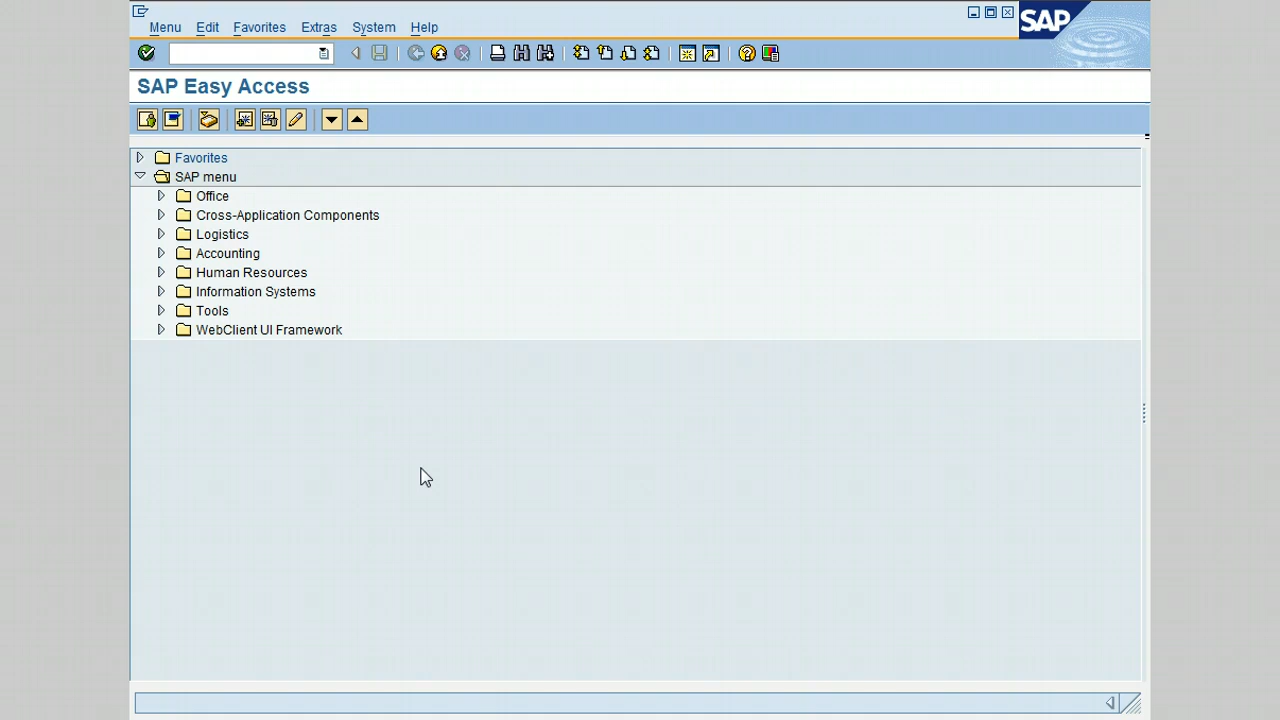 Menu Edit Favorites Extras System Help
SAP
SAP Easy Access
Favorites
SAP menu
Office
Cross-Application Components
Logistics
Accounting
Human Resources
Information Systems
Tools
WebClient UI Framework